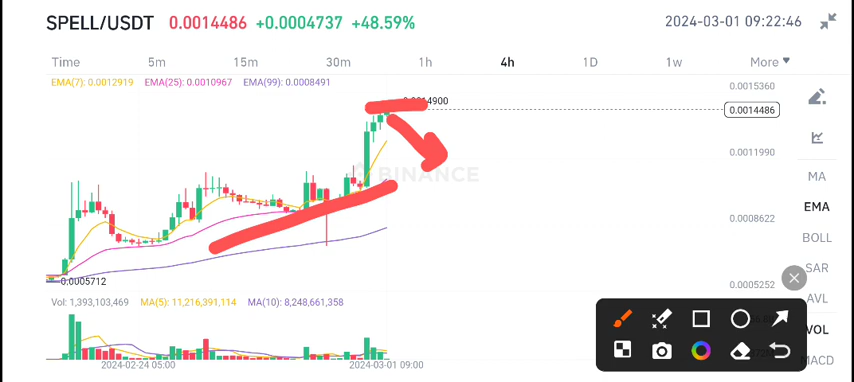 SPELL/USDT 0.0014486 +0.0004737 +48.59% 2024-03-01 09:22:46
Time 5m 15m 30m 1h 4h 1D 1w More
EMA(7): 0.0012919 EMA(25): 0.0010967 EMA(99): 0.0008491
0.0015360
14900
0.0014486
0.0011990
BINANCE
MA
EMA
0.0008622
BOLL
SAR
0.0005712
0.0005252
AVL
Vol: 1,393,103,469 MA(5): 11,216,391,114 MA(10): 8,248,661,358
VOL
MACD
2024-02-24 05:00 2024-03-01 09:00